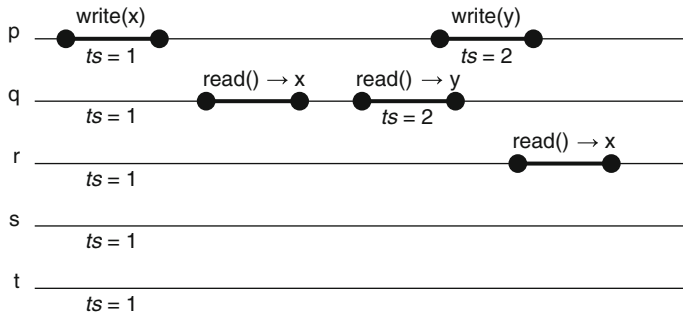 write(x) write(y)
p
ts = 1 ts = 2
read() → x read() → y
q
ts = 1 ts = 2
read() → x
r
ts = 1
s
ts = 1
t
ts = 1